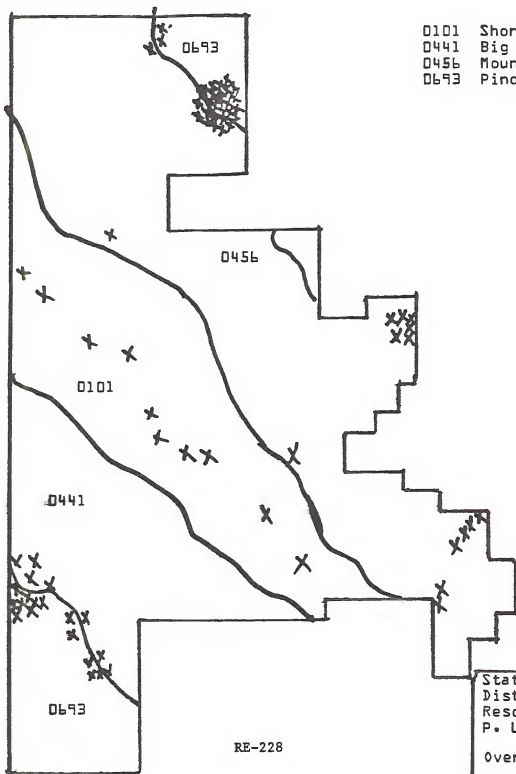 0101 Shor
0441 Big
0456 Moun
0693 Pino
0693
0456
0101
0441
0693
RE-228
Stat
Dist
Reso
P. L
Over